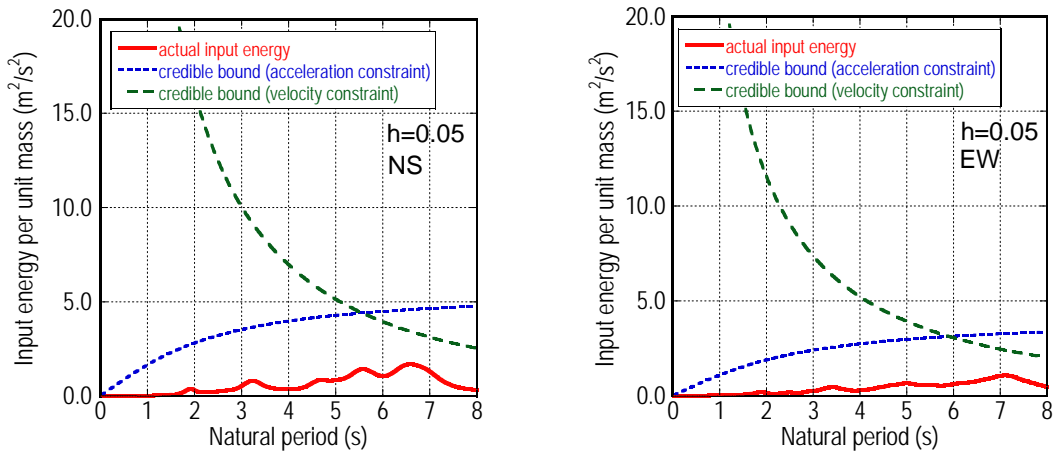 Input energy per unit mass (m²/s²)
20.0
15.0
10.0
5.0
0.0
actual input energy
credible bound (acceleration constraint)
credible bound (velocity constraint)
h=0.05
NS
0 1 2 3 4 5 6 7 8
Natural period (s)
Input energy per unit mass (m²/s²)
20.0
15.0
10.0
5.0
0.0
actual input energy
credible bound (acceleration constraint)
credible bound (velocity constraint)
h=0.05
EW
0 1 2 3 4 5 6 7 8
Natural period (s)